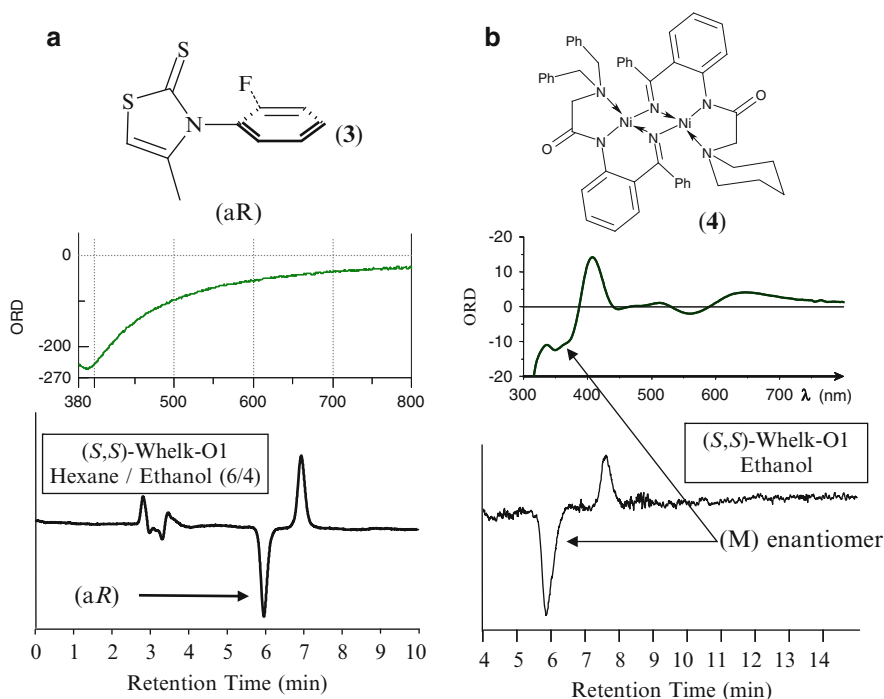 a
S
F
S
N
(3)
(aR)
0
-200
-270
ORD
380 500 600 700 800
(S,S)-Whelk-O1
Hexane / Ethanol (6/4)
(aR)
0 1 2 3 4 5 6 7 8 9 10
Retention Time (min)
b
Ph
Ph
Ph
N
N
N
O
Ni
Ni
O
N
N
N
Ph
(4)
-20
-10
0
-10
-20
ORD
300 400 500 600 700 λ (nm)
(S,S)-Whelk-O1
Ethanol
(M) enantiomer
4 5 6 7 8 9 10 11 12 13 14
Retention Time (min)